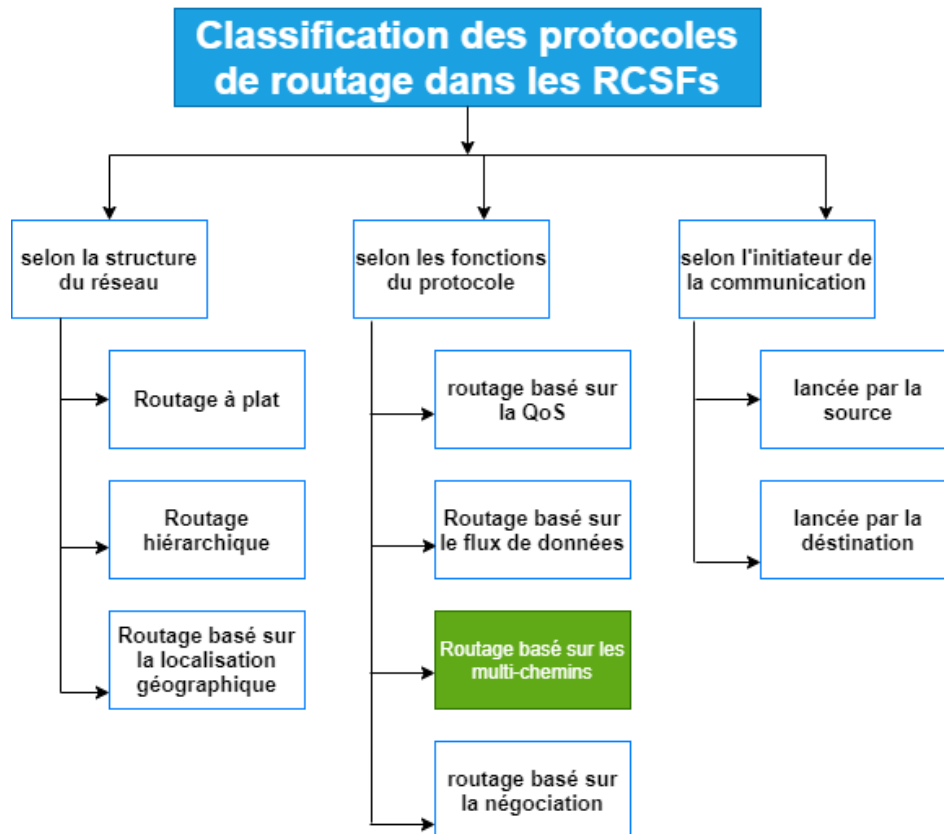 Classification des protocoles
de routage dans les RCSFs
selon la structure
du réseau
Routage à plat
Routage
hiérarchique
Routage basé sur
la localisation
géographique
selon les fonctions
du protocole
routage basé sur
la QoS
Routage basé sur
le flux de données
Routage basé sur les
multi-chemins
routage basé sur
la négociation
selon l'initiateur de
la communication
lancée par la
source
lancée par la
déstination